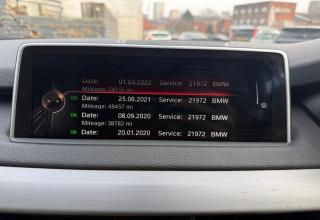 Date: 01.03.2022 Service: 21972 BMW
Mileage: mi
OK Date: 25.08.2021 Service: 21972 BMW
Mileage: 48457 mi
OK Date: 08.09.2020 Service: 21972 BMW
Mileage: 38782 mi
OK Date: 20.01.2020 Service: 21972 BMW